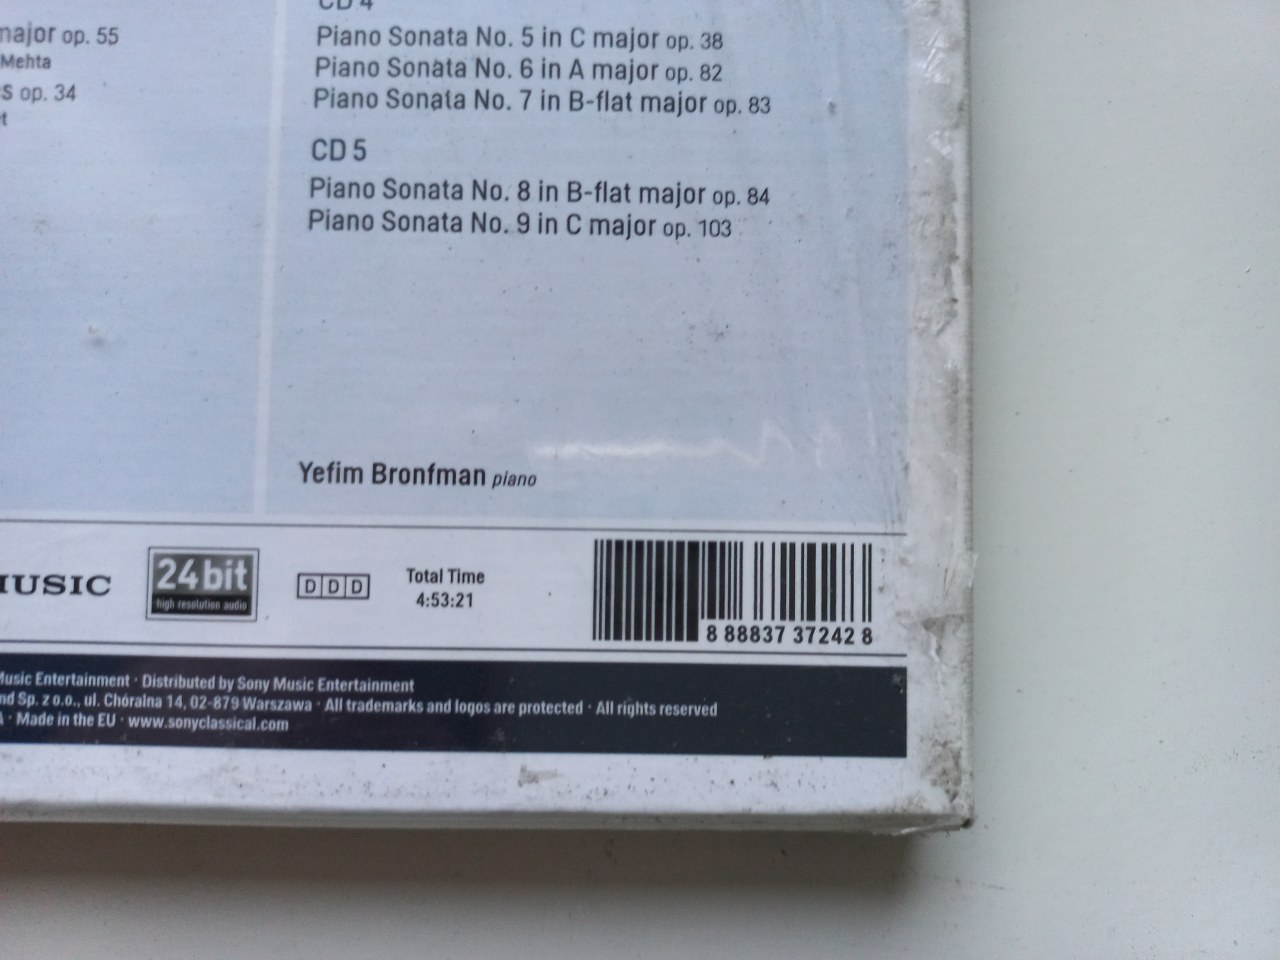 major op. 55
Mehta
s op. 34
t
CD 4
Piano Sonata No. 5 in C major op. 38
Piano Sonata No. 6 in A major op. 82
Piano Sonata No. 7 in B-flat major op. 83
CD 5
Piano Sonata No. 8 in B-flat major op. 84
Piano Sonata No. 9 in C major op. 103
Yefim Bronfman piano
MUSIC
24bit
high resolution audio
D D D
Total Time
4:53:21
8 88837 37242 8
Music Entertainment · Distributed by Sony Music Entertainment
nd Sp. z o.o., ul. Chóralna 14, 02-879 Warszawa · All trademarks and logos are protected · All rights reserved
A · Made in the EU · www.sonyclassical.com